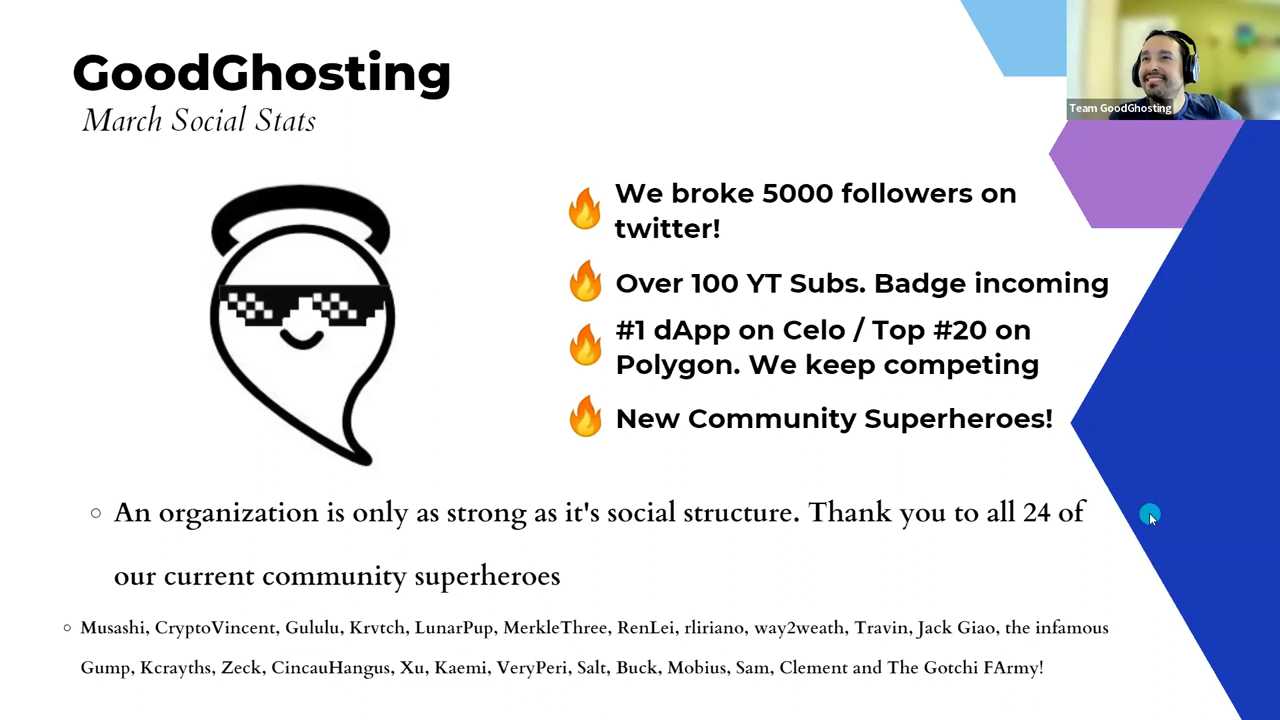 GoodGhosting
March Social Stats
Team GoodGhosting
We broke 5000 followers on
twitter!
Over 100 YT Subs. Badge incoming
#1 dApp on Celo / Top #20 on
Polygon. We keep competing
New Community Superheroes!
An organization is only as strong as it's social structure. Thank you to all 24 of
our current community superheroes
Musashi, CryptoVincent, Gululu, Krvtch, LunarPup, MerkleThree, RenLei, rliriano, way2weath, Travin, Jack Giao, the infamous
Gump, Kcrayths, Zeck, CincauHangus, Xu, Kaemi, VeryPeri, Salt, Buck, Mobius, Sam, Clement and The Gotchi FArmy!